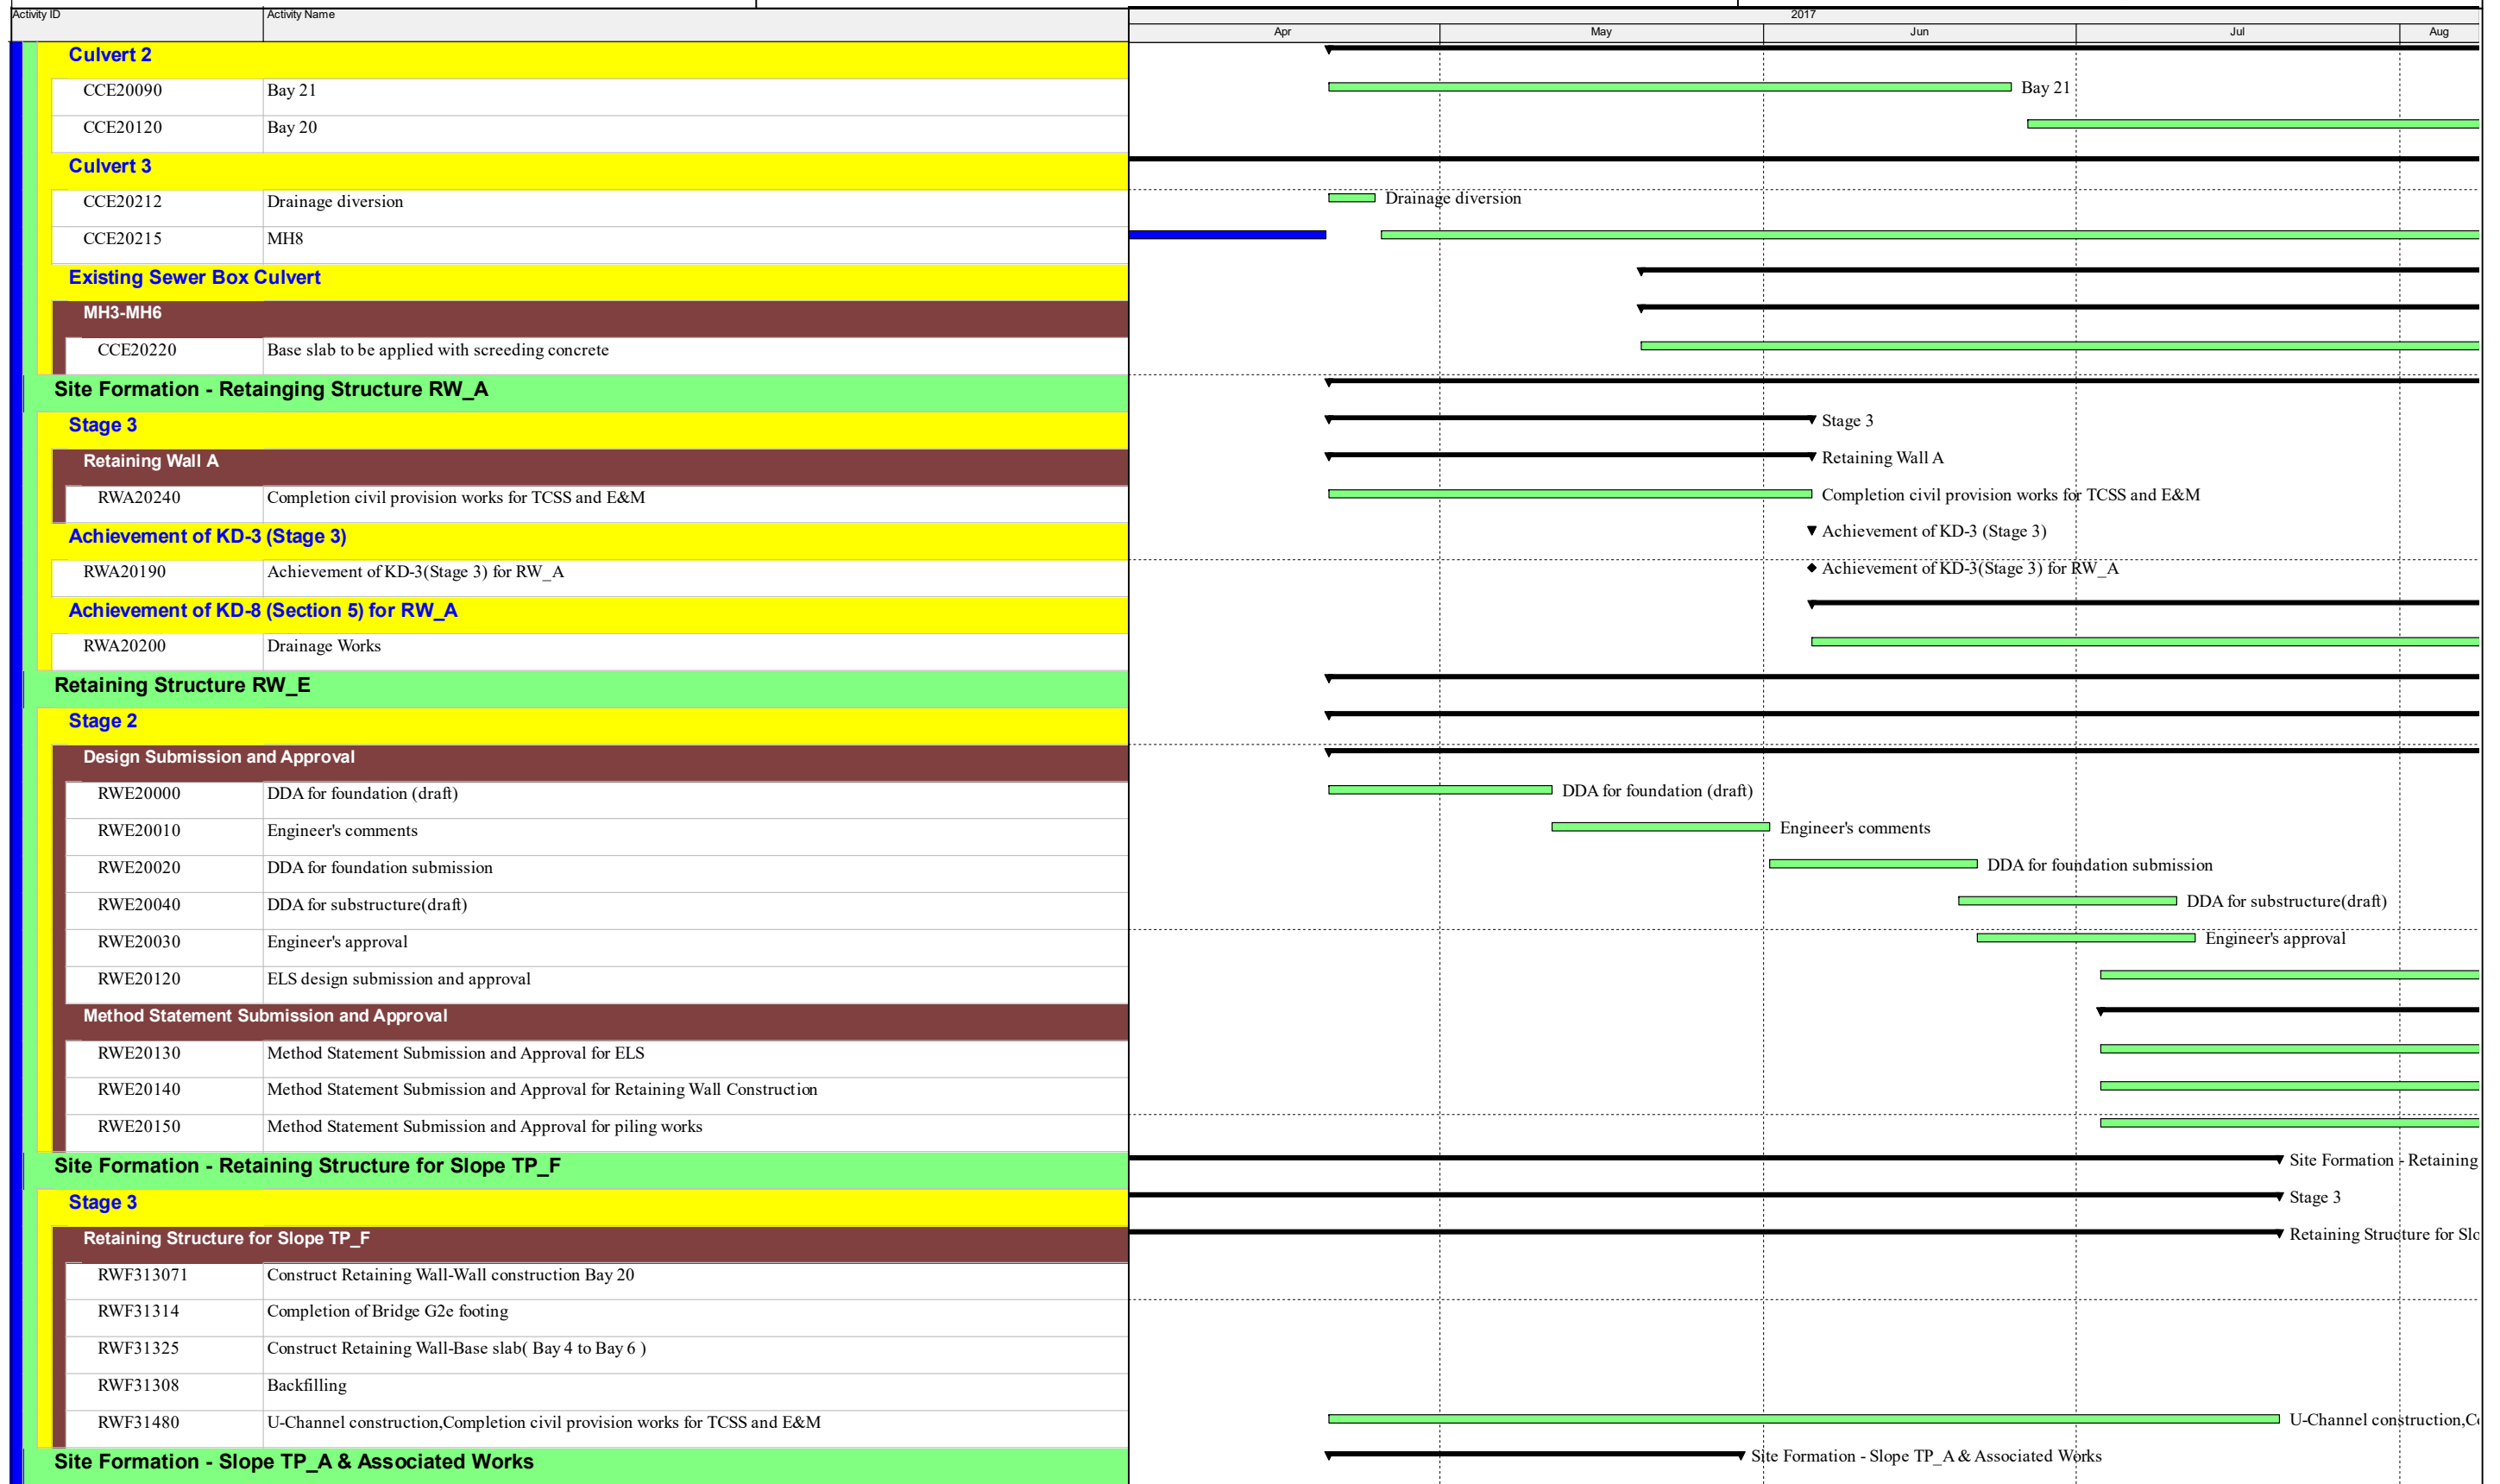 Activity ID Activity Name 2017
Apr May Jun Jul Aug
Culvert 2
CCE20090 Bay 21 Bay 21
CCE20120 Bay 20
Culvert 3
CCE20212 Drainage diversion Drainage diversion
CCE20215 MH8
Existing Sewer Box Culvert
MH3-MH6
CCE20220 Base slab to be applied with screeding concrete
Site Formation - Retainging Structure RW_A
Stage 3 Stage 3
Retaining Wall A Retaining Wall A
RWA20240 Completion civil provision works for TCSS and E&M Completion civil provision works for TCSS and E&M
Achievement of KD-3 (Stage 3) Achievement of KD-3 (Stage 3)
RWA20190 Achievement of KD-3(Stage 3) for RW_A Achievement of KD-3(Stage 3) for RW_A
Achievement of KD-8 (Section 5) for RW_A
RWA20200 Drainage Works
Retaining Structure RW_E
Stage 2
Design Submission and Approval
RWE20000 DDA for foundation (draft) DDA for foundation (draft)
RWE20010 Engineer's comments Engineer's comments
RWE20020 DDA for foundation submission DDA for foundation submission
RWE20040 DDA for substructure(draft) DDA for substructure(draft)
RWE20030 Engineer's approval Engineer's approval
RWE20120 ELS design submission and approval
Method Statement Submission and Approval
RWE20130 Method Statement Submission and Approval for ELS
RWE20140 Method Statement Submission and Approval for Retaining Wall Construction
RWE20150 Method Statement Submission and Approval for piling works
Site Formation - Retaining Structure for Slope TP_F Site Formation - Retaining
Stage 3 Stage 3
Retaining Structure for Slope TP_F Retaining Structure for Slo
RWF313071 Construct Retaining Wall-Wall construction Bay 20
RWF31314 Completion of Bridge G2e footing
RWF31325 Construct Retaining Wall-Base slab( Bay 4 to Bay 6 )
RWF31308 Backfilling
RWF31480 U-Channel construction,Completion civil provision works for TCSS and E&M U-Channel construction,Co
Site Formation - Slope TP_A & Associated Works Site Formation - Slope TP_A & Associated Works